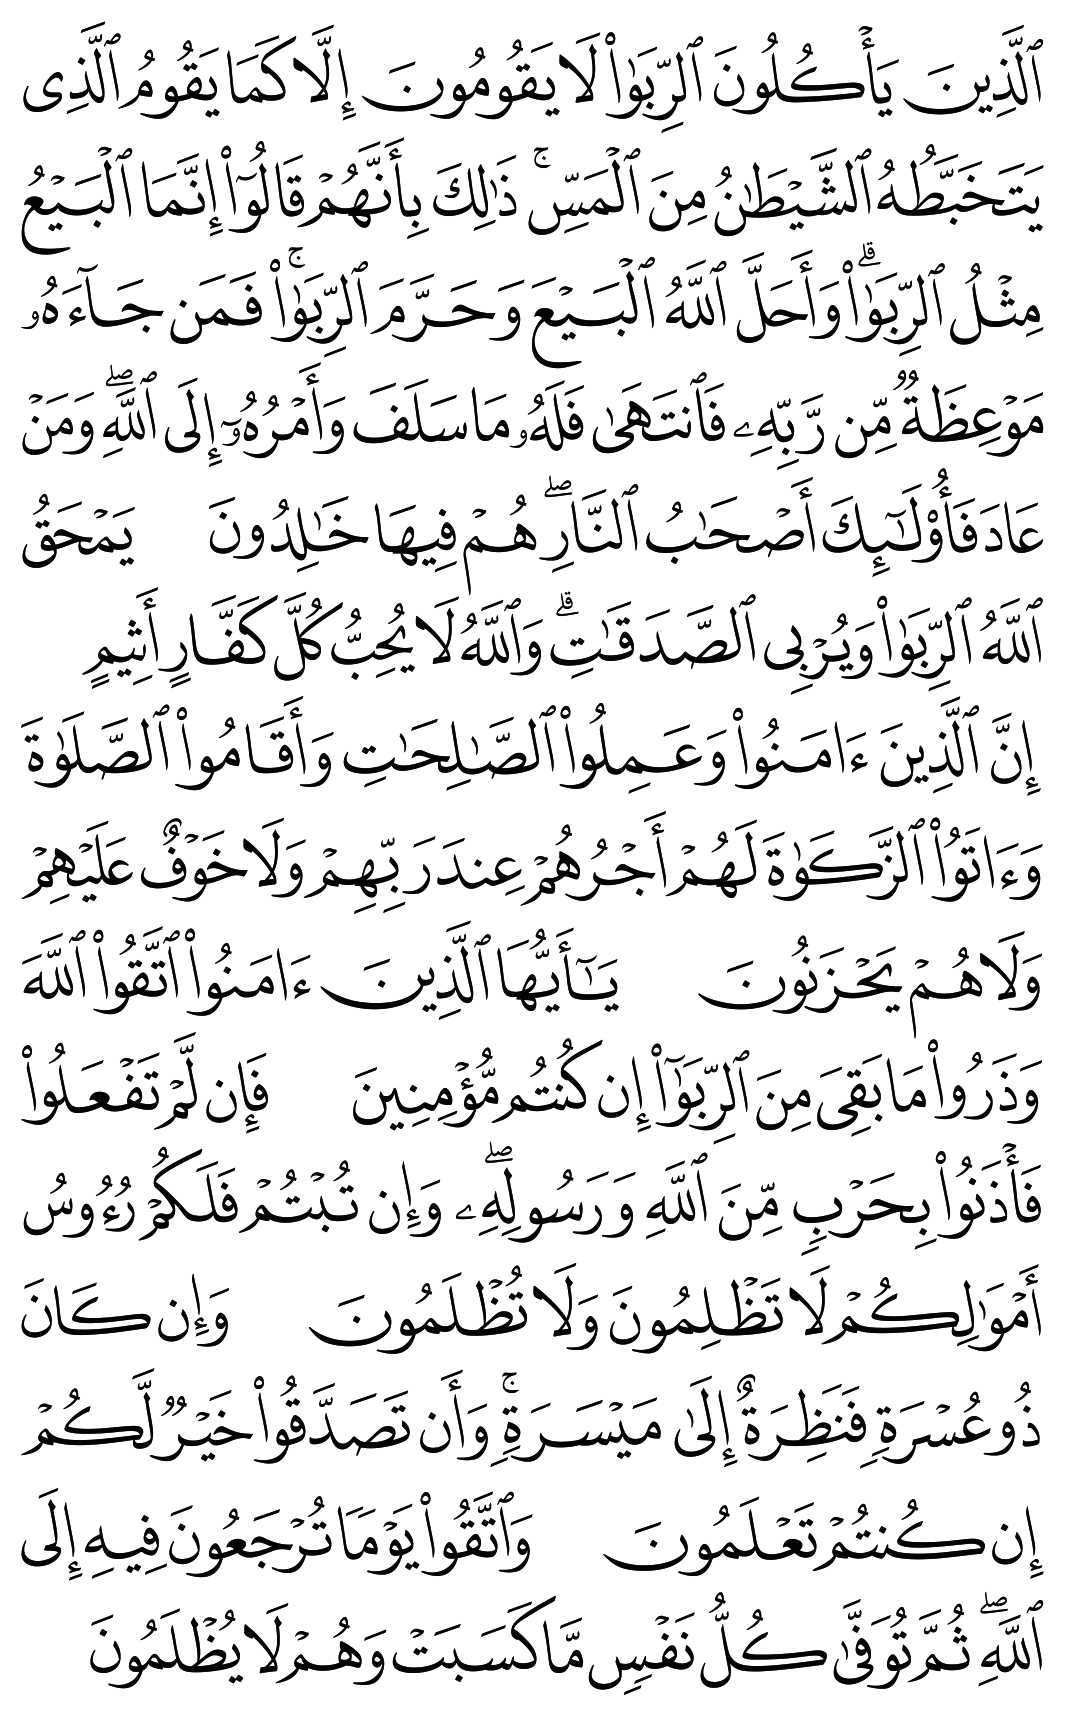 ٱلَّذِينَ يَأۡكُلُونَ ٱلرِّبَوٰاْ لَا يَقُومُونَ إِلَّا كَمَا يَقُومُ ٱلَّذِى
يَتَخَبَّطُهُ ٱلشَّيۡطَٰنُ مِنَ ٱلۡمَسِّۚ ذَٰلِكَ بِأَنَّهُمۡ قَالُوٓاْ إِنَّمَا ٱلۡبَيۡعُ
مِثۡلُ ٱلرِّبَوٰاْۗ وَأَحَلَّ ٱللَّهُ ٱلۡبَيۡعَ وَحَرَّمَ ٱلرِّبَوٰاْۚ فَمَن جَآءَهُۥ
مَوۡعِظَةٞ مِّن رَّبِّهِۦ فَٱنتَهَىٰ فَلَهُۥ مَا سَلَفَ وَأَمۡرُهُۥٓ إِلَى ٱللَّهِۖ وَمَنۡ
عَادَ فَأُوْلَٰٓئِكَ أَصۡحَٰبُ ٱلنَّارِۖ هُمۡ فِيهَا خَٰلِدُونَ يَمۡحَقُ
ٱللَّهُ ٱلرِّبَوٰاْ وَيُرۡبِى ٱلصَّدَقَٰتِۗ وَٱللَّهُ لَا يُحِبُّ كُلَّ كَفَّارٍ أَثِيمٍ
إِنَّ ٱلَّذِينَ ءَامَنُواْ وَعَمِلُواْ ٱلصَّٰلِحَٰتِ وَأَقَامُواْ ٱلصَّلَوٰةَ
وَءَاتَوُاْ ٱلزَّكَوٰةَ لَهُمۡ أَجۡرُهُمۡ عِندَ رَبِّهِمۡ وَلَا خَوۡفٌ عَلَيۡهِمۡ
وَلَا هُمۡ يَحۡزَنُونَ يَٰٓأَيُّهَا ٱلَّذِينَ ءَامَنُواْ ٱتَّقُواْ ٱللَّهَ
وَذَرُواْ مَا بَقِىَ مِنَ ٱلرِّبَوٰٓاْ إِن كُنتُم مُّؤۡمِنِينَ فَإِن لَّمۡ تَفۡعَلُواْ
فَأۡذَنُواْ بِحَرۡبٖ مِّنَ ٱللَّهِ وَرَسُولِهِۦۖ وَإِن تُبۡتُمۡ فَلَكُمۡ رُءُوسُ
أَمۡوَٰلِكُمۡ لَا تَظۡلِمُونَ وَلَا تُظۡلَمُونَ وَإِن كَانَ
ذُو عُسۡرَةٖ فَنَظِرَةٌ إِلَىٰ مَيۡسَرَةٖۚ وَأَن تَصَدَّقُواْ خَيۡرٞ لَّكُمۡ
إِن كُنتُمۡ تَعۡلَمُونَ وَٱتَّقُواْ يَوۡمٗا تُرۡجَعُونَ فِيهِ إِلَى
ٱللَّهِۖ ثُمَّ تُوَفَّىٰ كُلُّ نَفۡسٖ مَّا كَسَبَتۡ وَهُمۡ لَا يُظۡلَمُونَ